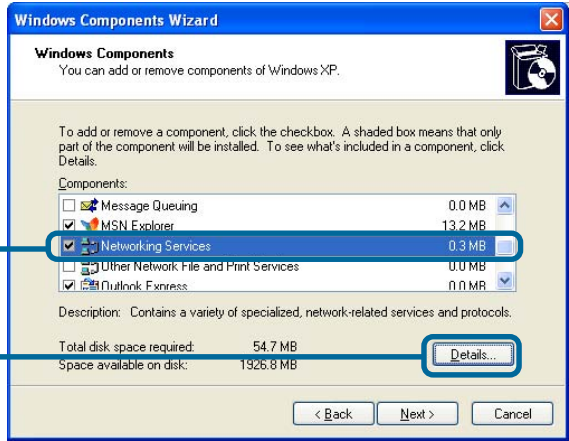 Windows Components Wizard
Windows Components
You can add or remove components of Windows XP.
To add or remove a component, click the checkbox. A shaded box means that only
part of the component will be installed. To see what's included in a component, click
Details.
Components:
Message Queuing 0.0 MB
MSN Explorer 13.2 MB
Networking Services 0.3 MB
Other Network File and Print Services 0.0 MB
Outlook Express 0.0 MB
Description: Contains a variety of specialized, network-related services and protocols.
Total disk space required: 54.7 MB
Space available on disk: 1926.8 MB
Details...
< Back Next > Cancel